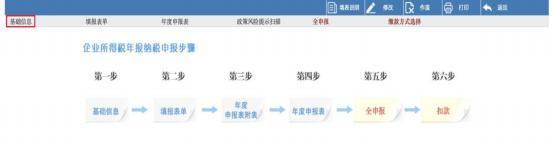 填表说明 修改 作废 打印 返回
基础信息 填报表单 年度申报表 政策风险提示扫描 全申报 缴款方式选择
企业所得税年报纳税申报步骤
第一步 第二步 第三步 第四步 第五步 第六步
基础信息 填报表单 年度 年度申报表 全申报 扣款
申报表附表